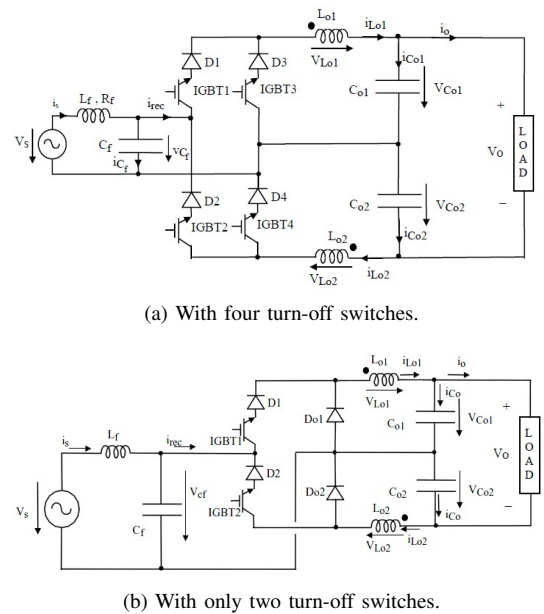 L_o1 i_Lo1 i_o
D1 D3 V_Lo1 i_Co1
IGBT1 IGBT3 C_o1 V_Co1
i_s L_f , R_f i_rec
V_s C_f i_Cf v_Cf
+
V_o LOAD
−
D2 D4
IGBT2 IGBT4 C_o2 V_Co2
L_o2 i_Co2
V_Lo2 i_Lo2
(a) With four turn-off switches.
L_o1 i_Lo1 i_o
D1 V_Lo1 i_Co
Do1 C_o1 V_Co1
i_s L_f i_rec IGBT1
+
V_o LOAD
−
D2
V_s C_f V_cf IGBT2 Do2 C_o2 V_Co2
L_o2 i_Co
V_Lo2 i_Lo2
(b) With only two turn-off switches.